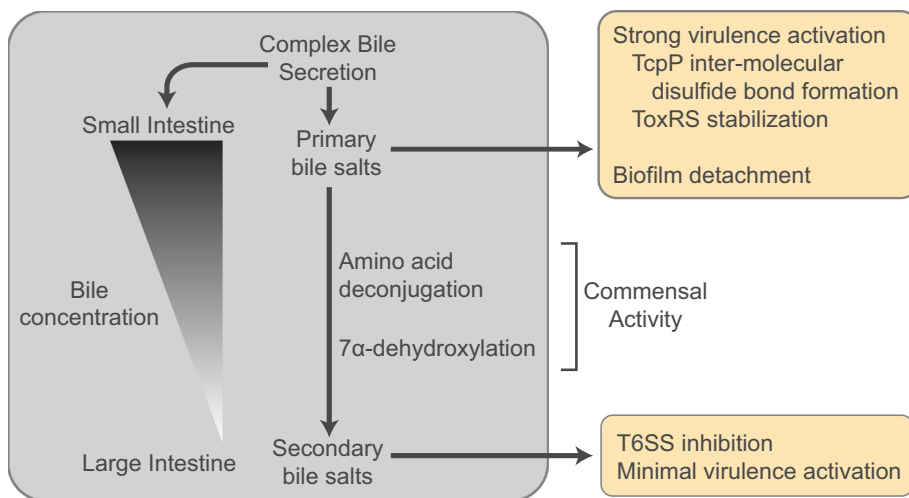 Complex Bile
Secretion
Small Intestine
Primary
bile salts
Strong virulence activation
TcpP inter-molecular
disulfide bond formation
ToxRS stabilization
Biofilm detachment
Bile
concentration
Amino acid
deconjugation
7α-dehydroxylation
Commensal
Activity
Large Intestine
Secondary
bile salts
T6SS inhibition
Minimal virulence activation